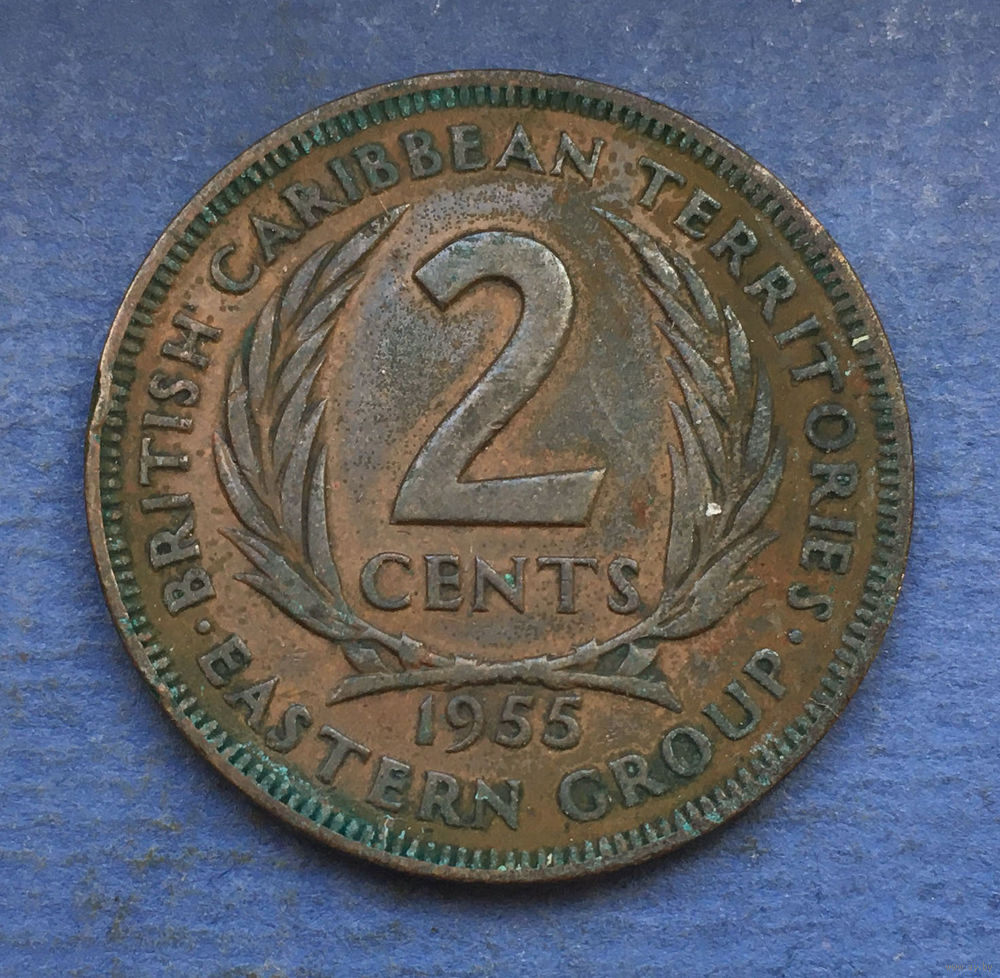 BRITISH CARIBBEAN TERRITORIES
2
CENTS
1955
· EASTERN GROUP ·